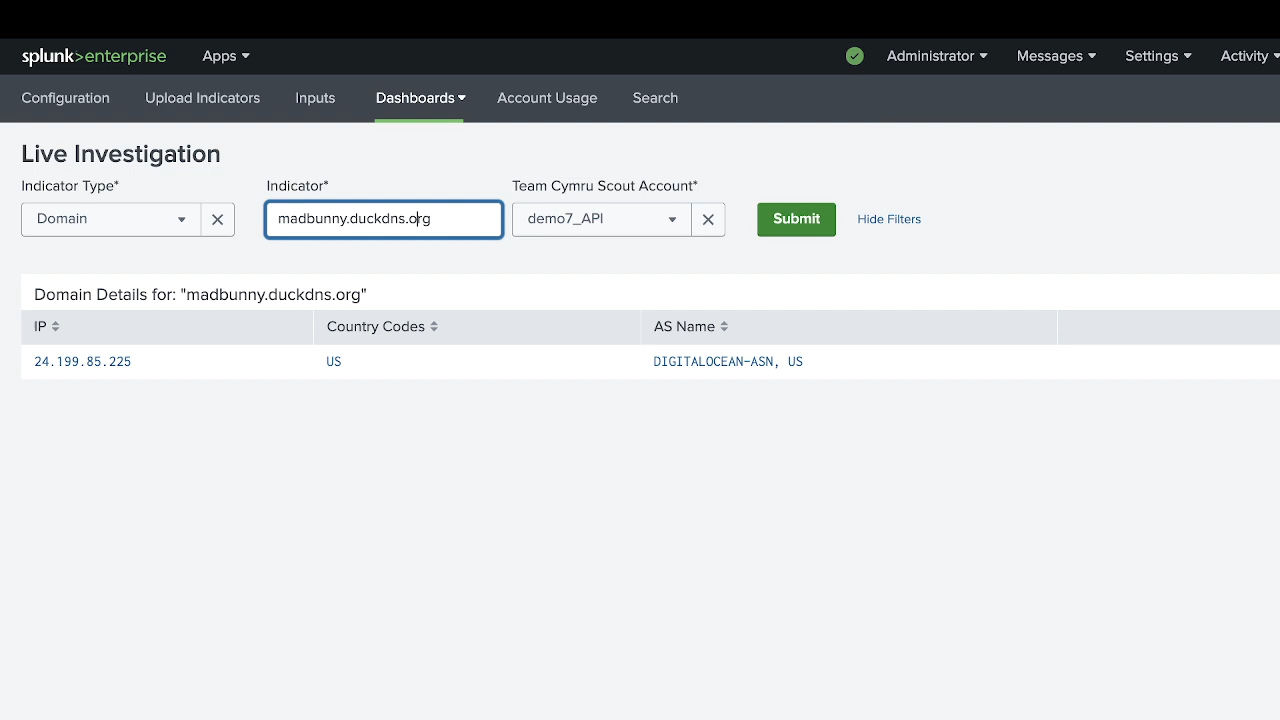 splunk>enterprise Apps Administrator Messages Settings Activity
Configuration Upload Indicators Inputs Dashboards Account Usage Search
Live Investigation
Indicator Type* Indicator* Team Cymru Scout Account*
Domain madbunny.duckdns.org demo7_API Submit Hide Filters
Domain Details for: "madbunny.duckdns.org"
IP Country Codes AS Name
24.199.85.225 US DIGITALOCEAN-ASN, US